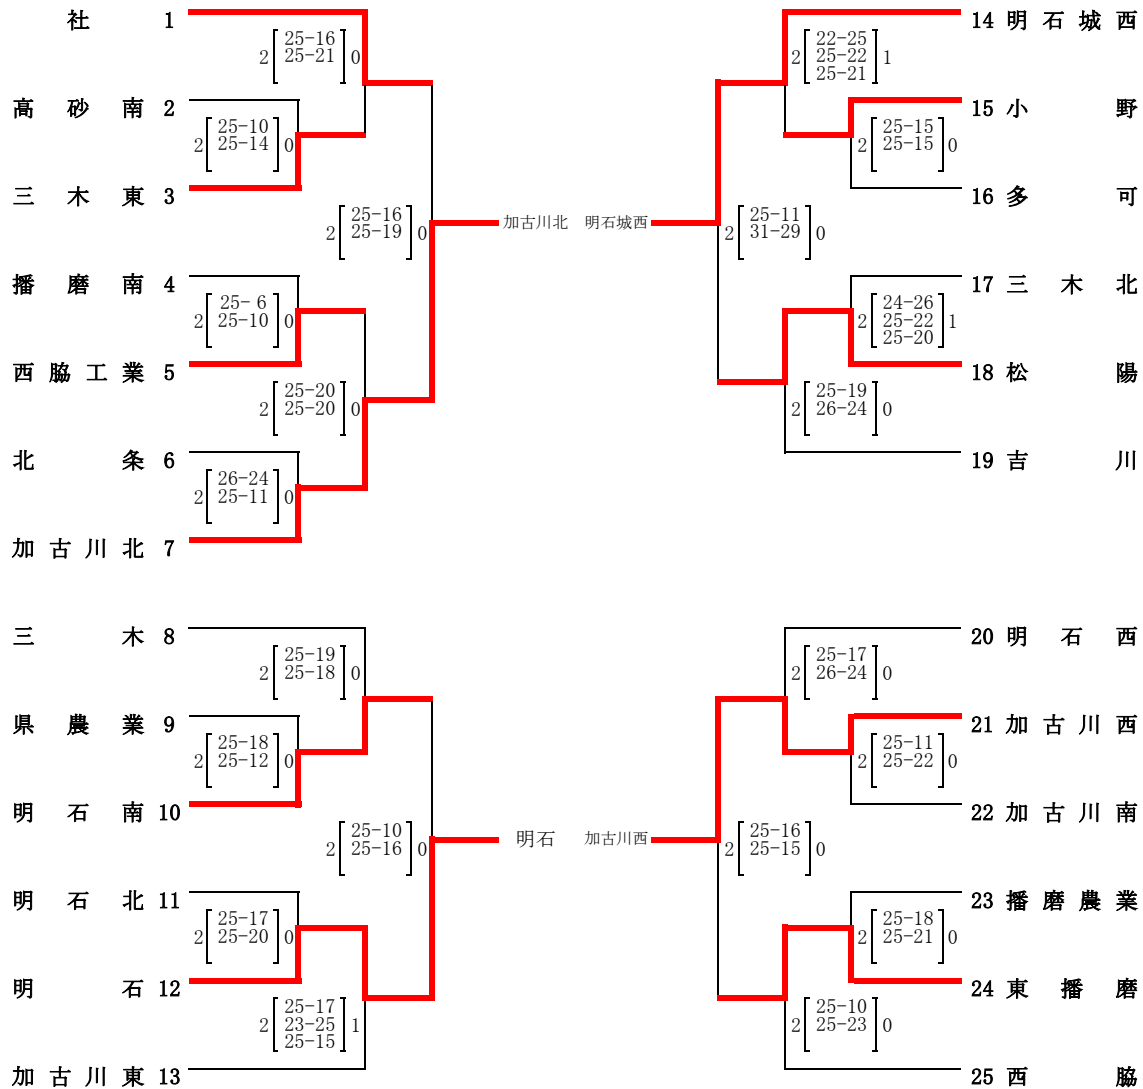 社 1
25-16
2 25-21 0
高砂南 2
25-10
2 25-14 0
三木東 3
25-16
2 25-19 0
加古川北
播磨南 4
25- 6
2 25-10 0
西脇工業 5
25-20
2 25-20 0
北条 6
26-24
2 25-11 0
加古川北 7
14 明石城西
22-25
2 25-22 1
25-21
15 小野
25-15
2 25-15 0
16 多可
明石城西
25-11
2 31-29 0
17 三木北
24-26
2 25-22 1
25-20
18 松陽
25-19
2 26-24 0
19 吉川
三木 8
25-19
2 25-18 0
県農業 9
25-18
2 25-12 0
明石南 10
25-10
2 25-16 0
明石
明石北 11
25-17
2 25-20 0
明石 12
25-17
2 23-25 1
25-15
加古川東 13
20 明石西
25-17
2 26-24 0
21 加古川西
25-11
2 25-22 0
22 加古川南
加古川西
25-16
2 25-15 0
23 播磨農業
25-18
2 25-21 0
24 東播磨
25-10
2 25-23 0
25 西脇